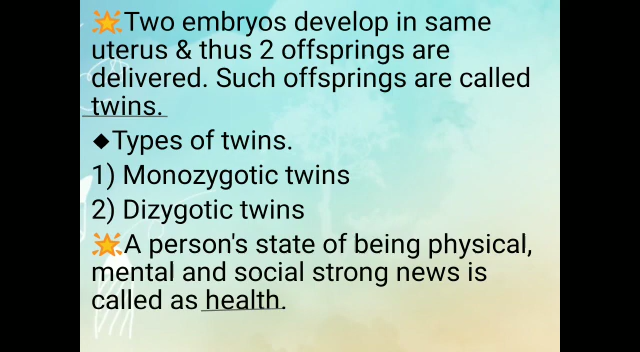 🌟Two embryos develop in same
uterus & thus 2 offsprings are
delivered. Such offsprings are called
twins.
◆Types of twins.
1) Monozygotic twins
2) Dizygotic twins
🌟A person's state of being physical,
mental and social strong news is
called as health.